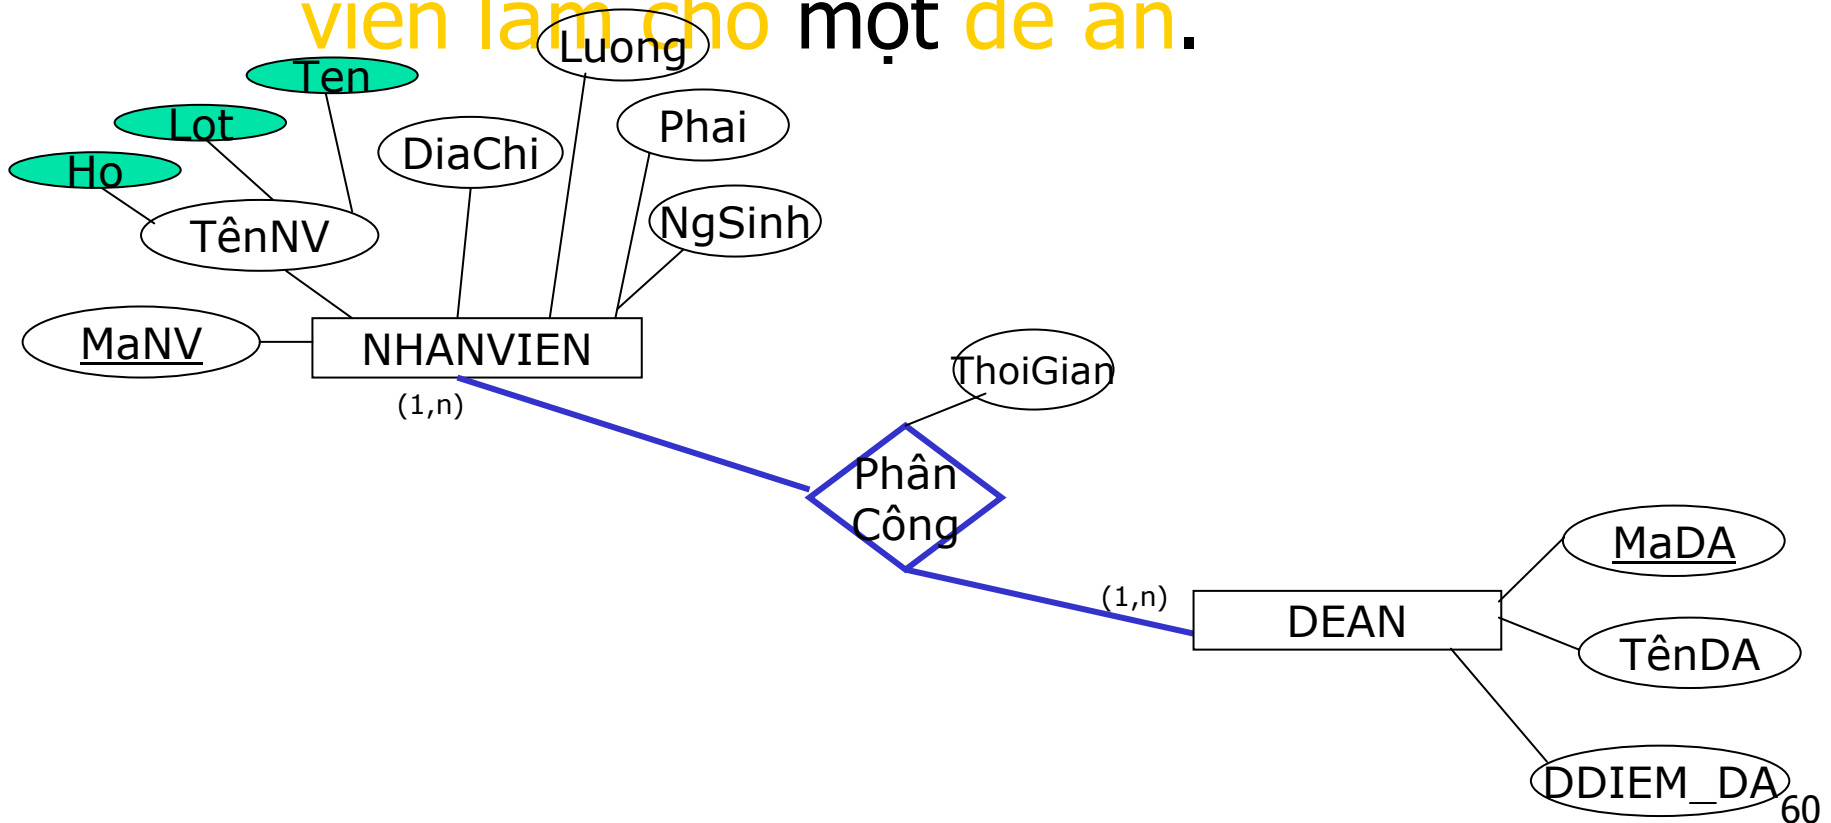 viên làm cho một đề án.
Luong
Ten
Lot
Phai
DiaChi
Ho
NgSinh
TênNV
MaNV
NHANVIEN
ThoiGian
(1,n)
Phân
Công
MaDA
(1,n)
DEAN
TênDA
DDIEM_DA
60